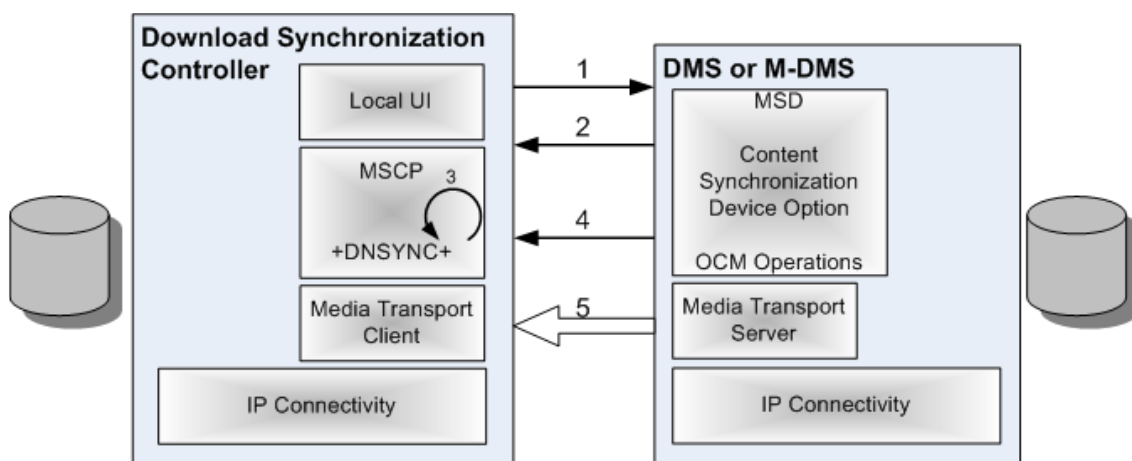 Download Synchronization
Controller
Local UI
MSCP
3
+DNSYNC+
Media Transport
Client
IP Connectivity
1
2
4
5
DMS or M-DMS
MSD
Content
Synchronization
Device Option
OCM Operations
Media Transport
Server
IP Connectivity